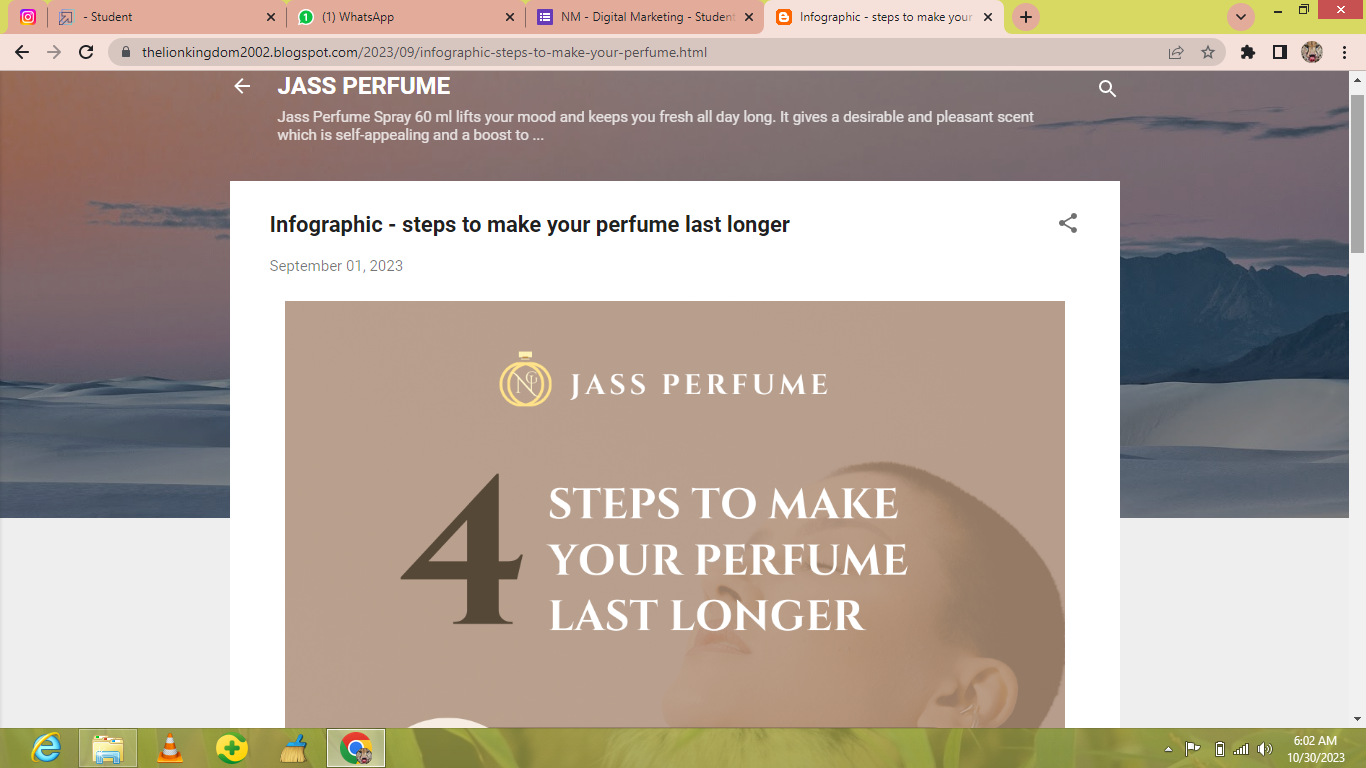 - Student
(1) WhatsApp
NM - Digital Marketing - Student
Infographic - steps to make your
thelionkingdom2002.blogspot.com/2023/09/infographic-steps-to-make-your-perfume.html
JASS PERFUME
Jass Perfume Spray 60 ml lifts your mood and keeps you fresh all day long. It gives a desirable and pleasant scent
which is self-appealing and a boost to ...
Infographic - steps to make your perfume last longer
September 01, 2023
JASS PERFUME
4
STEPS TO MAKE
YOUR PERFUME
LAST LONGER
6:02 AM
10/30/2023